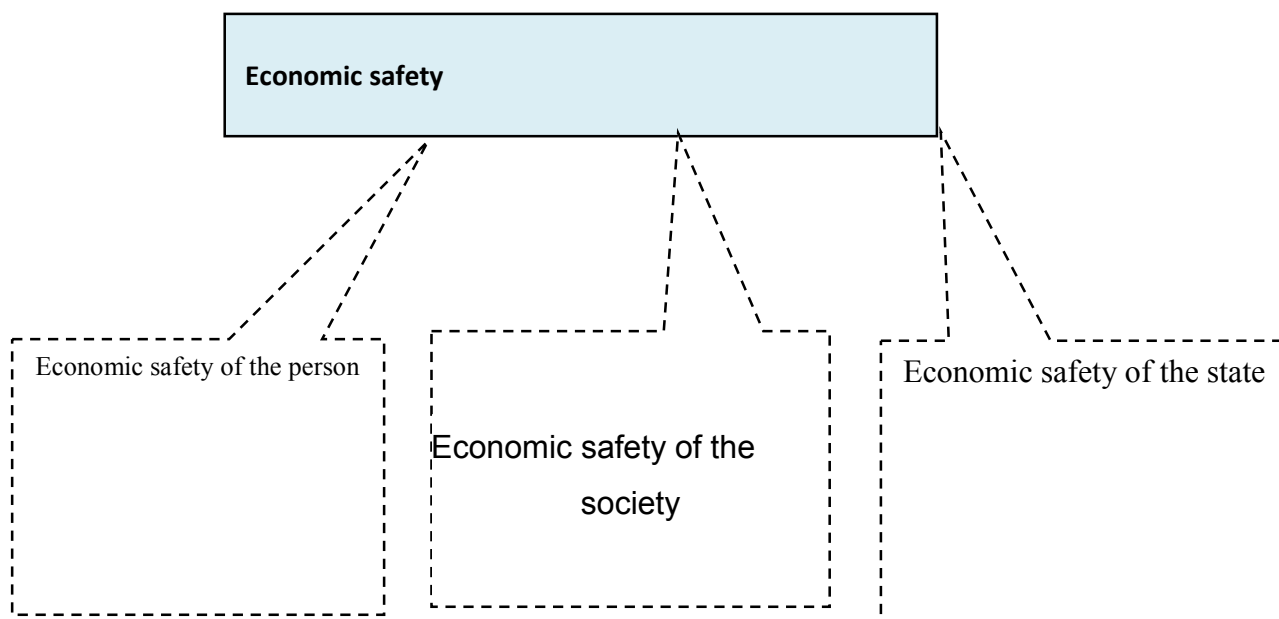 Economic safety
Economic safety of the person
Economic safety of the
society
Economic safety of the state